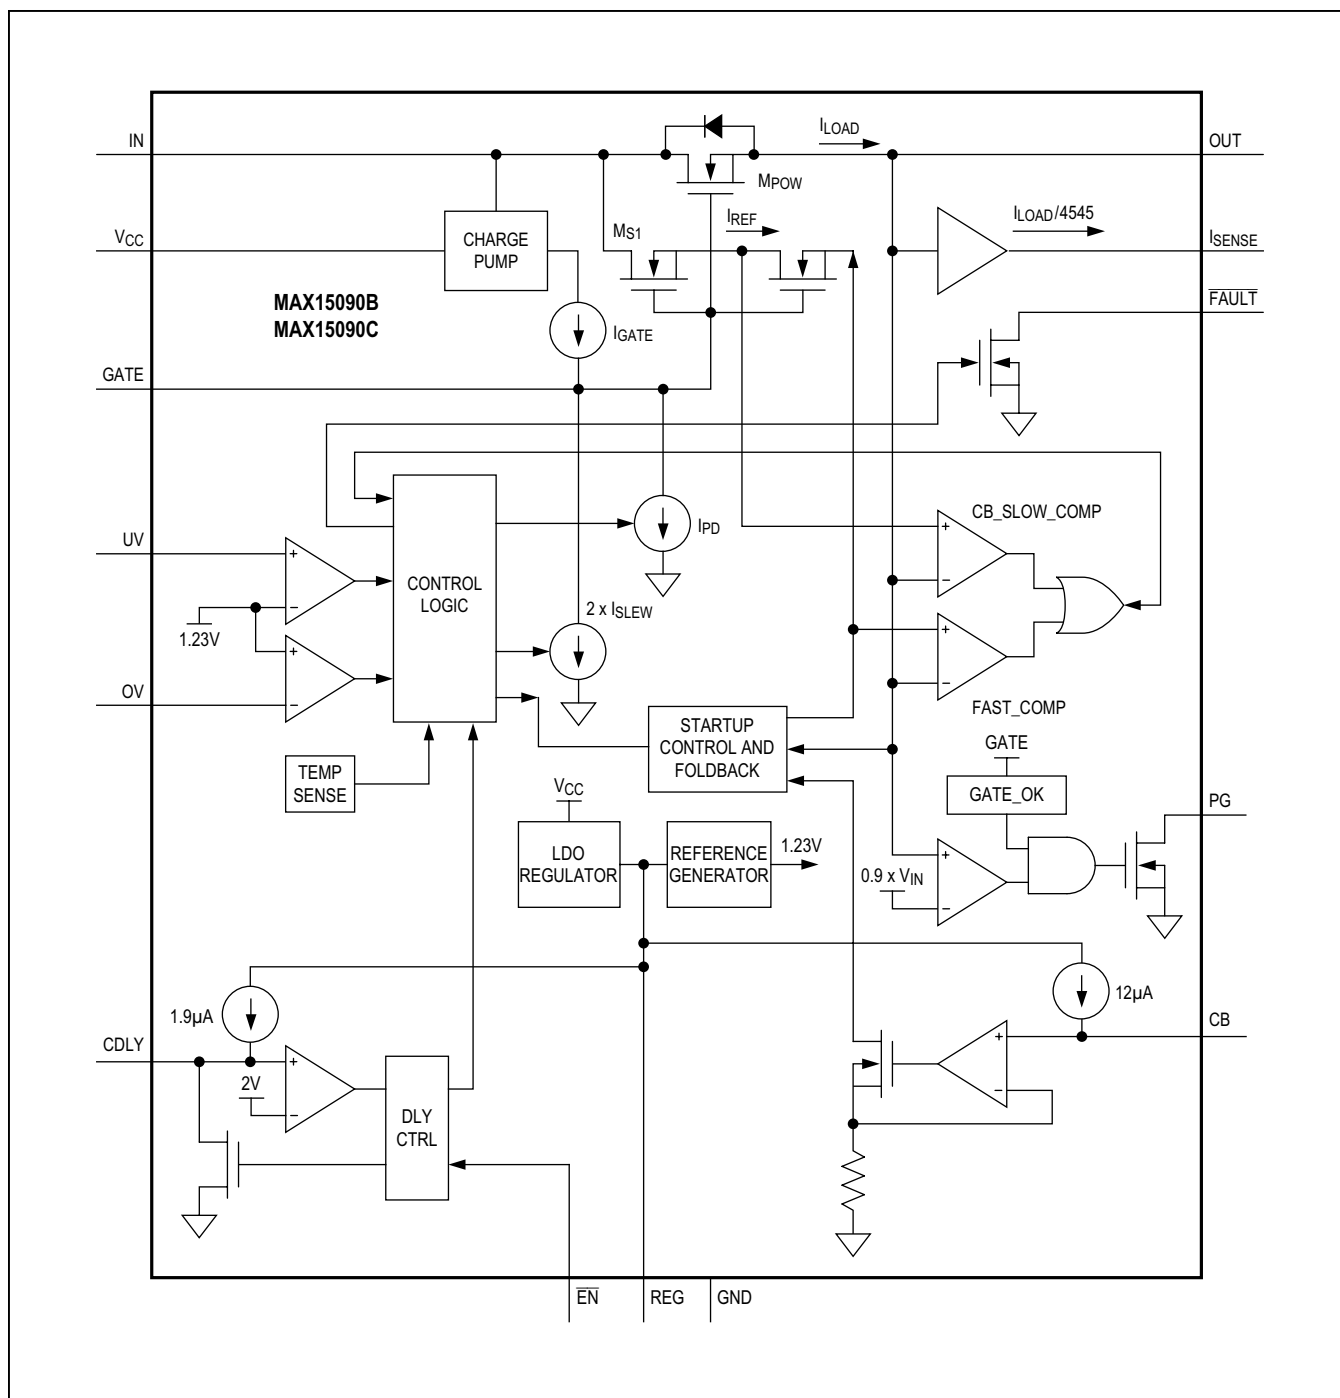 IN
ILOAD
OUT
MPOW
VCC
CHARGE
PUMP
MS1
IREF
ILOAD/4545
ISENSE
MAX15090B
MAX15090C
IGATE
FAULT
GATE
UV
+
−
1.23V
CONTROL
LOGIC
IPD
+
−
CB_SLOW_COMP
2 x ISLEW
+
−
OV
+
−
FAST_COMP
STARTUP
CONTROL AND
FOLDBACK
TEMP
SENSE
GATE
GATE_OK
PG
VCC
LDO
REGULATOR
REFERENCE
GENERATOR
1.23V
+
0.9 x VIN
−
1.9µA
12µA
CB
CDLY
+
2V
−
DLY
CTRL
+
−
EN
REG
GND